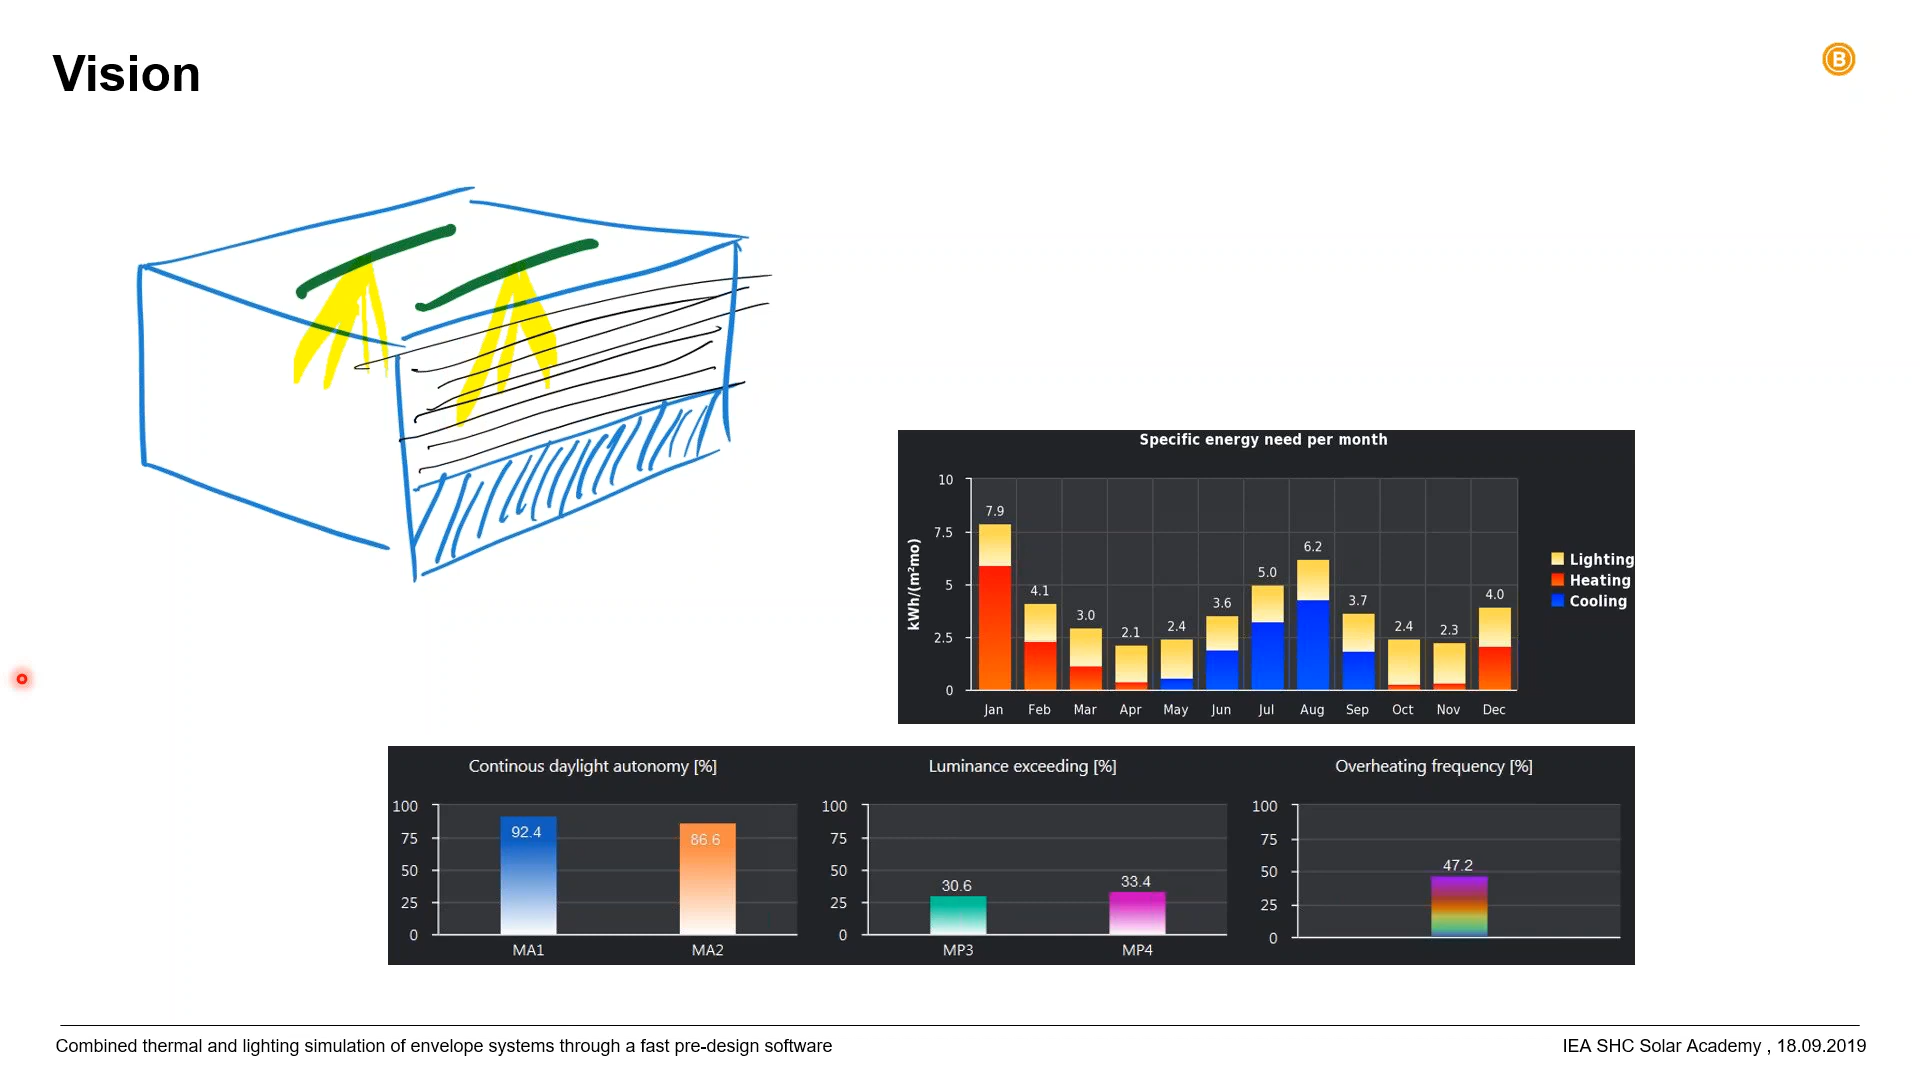 Vision
B
Specific energy need per month
kWh/(m²mo)
10
7.5
5
2.5
0
7.9 4.1 3.0 2.1 2.4 3.6 5.0 6.2 3.7 2.4 2.3 4.0
Jan Feb Mar Apr May Jun Jul Aug Sep Oct Nov Dec
Lighting
Heating
Cooling
Continous daylight autonomy [%]
100
75
50
25
0
92.4 86.6
MA1 MA2
Luminance exceeding [%]
100
75
50
25
0
30.6 33.4
MP3 MP4
Overheating frequency [%]
100
75
50
25
0
47.2
Combined thermal and lighting simulation of envelope systems through a fast pre-design software
IEA SHC Solar Academy , 18.09.2019